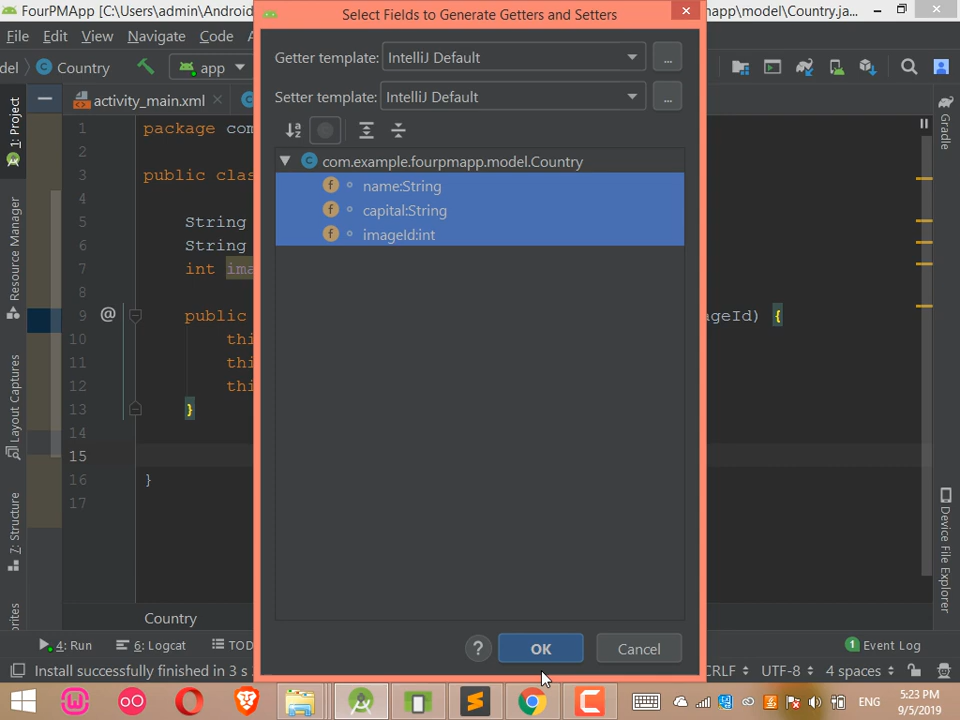 FourPMApp [C:\Users\admin\Android
Select Fields to Generate Getters and Setters
mapp\model\Country.ja...
File Edit View Navigate Code
Getter template: IntelliJ Default ...
del Country app
Setter template: IntelliJ Default ...
activity_main.xml
1 package com
2
3 public clas
4
5 String
6 String
7 int ima
8
9 @ public ageId) {
10 thi
11 thi
12 thi
13 }
14
15
16 }
17
com.example.fourpmapp.model.Country
name:String
capital:String
imageId:int
1: Project
Resource Manager
Layout Captures
7: Structure
orites
Gradle
Device File Explorer
Country
? OK Cancel
4: Run 6: Logcat TOD 1 Event Log
Install successfully finished in 3 s CRLF UTF-8 4 spaces
ENG 5:23 PM
9/5/2019